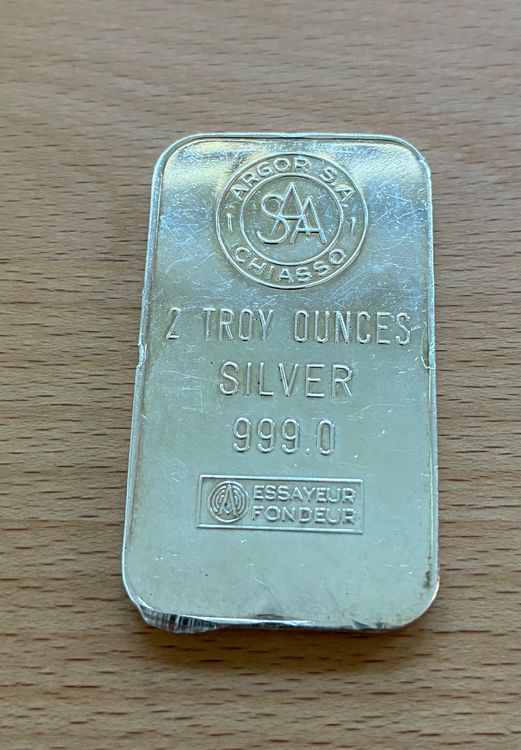 ARGOR S.A.
SAA
CHIASSO
2 TROY OUNCES
SILVER
999.0
ESSAYEUR
FONDEUR